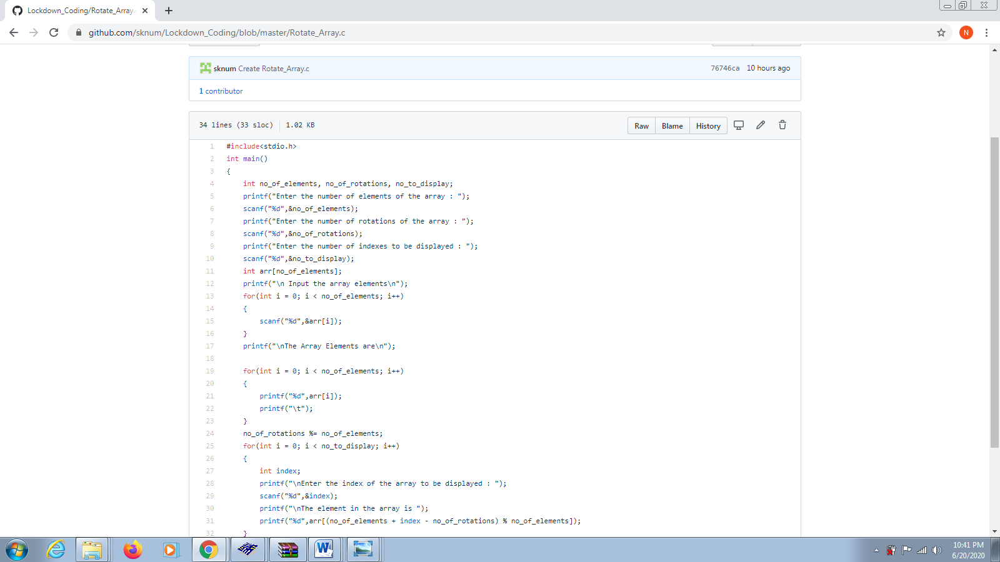 Lockdown_Coding/Rotate_Array.
github.com/sknum/Lockdown_Coding/blob/master/Rotate_Array.c
N
sknum Create Rotate_Array.c 76746ca 10 hours ago
1 contributor
34 lines (33 sloc) 1.02 KB Raw Blame History
1 #include<stdio.h>
2 int main()
3 {
4 int no_of_elements, no_of_rotations, no_to_display;
5 printf("Enter the number of elements of the array : ");
6 scanf("%d",&no_of_elements);
7 printf("Enter the number of rotations of the array : ");
8 scanf("%d",&no_of_rotations);
9 printf("Enter the number of indexes to be displayed : ");
10 scanf("%d",&no_to_display);
11 int arr[no_of_elements];
12 printf("\n Input the array elements\n");
13 for(int i = 0; i < no_of_elements; i++)
14 {
15 scanf("%d",&arr[i]);
16 }
17 printf("\nThe Array Elements are\n");
18
19 for(int i = 0; i < no_of_elements; i++)
20 {
21 printf("%d",arr[i]);
22 printf("\t");
23 }
24 no_of_rotations %= no_of_elements;
25 for(int i = 0; i < no_to_display; i++)
26 {
27 int index;
28 printf("\nEnter the index of the array to be displayed : ");
29 scanf("%d",&index);
30 printf("\nThe element in the array is ");
31 printf("%d",arr[(no_of_elements + index - no_of_rotations) % no_of_elements]);
32 }
10:41 PM
6/20/2020